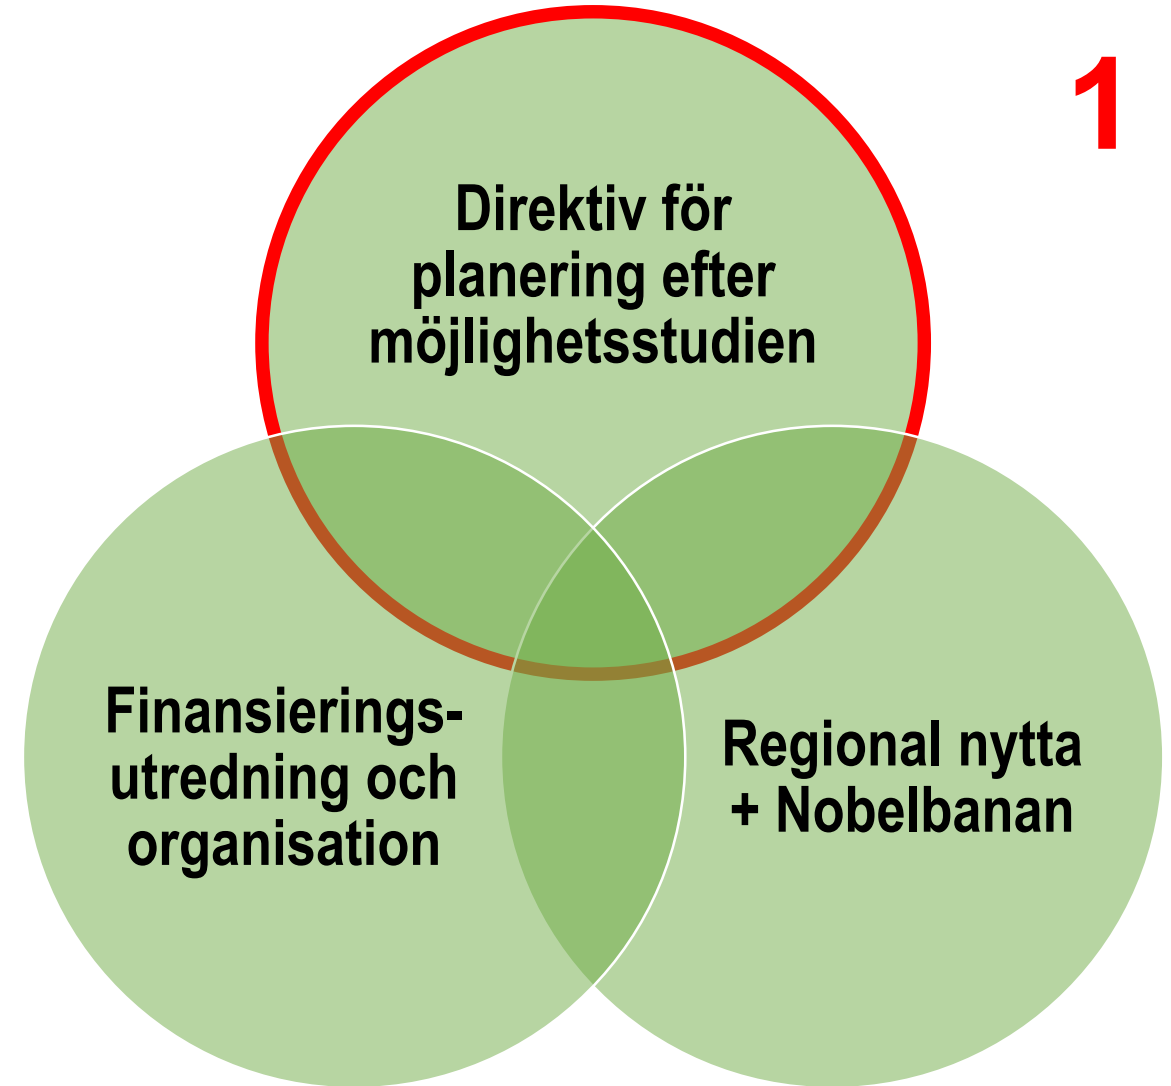 1
Direktiv för
planering efter
möjlighetsstudien
Finansierings-
utredning och
organisation
Regional nytta
+ Nobelbanan